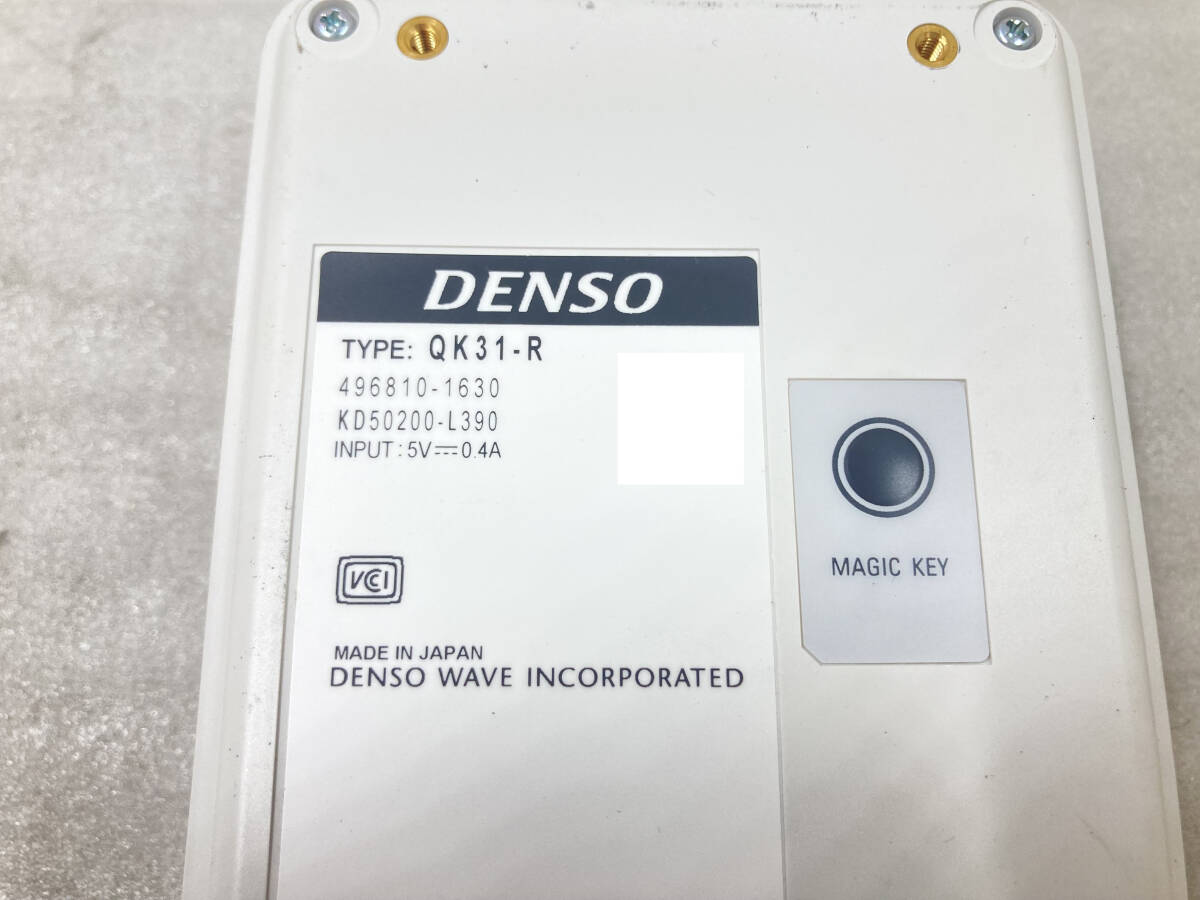 DENSO
TYPE: QK31-R
496810-1630
KD50200-L390
INPUT : 5V⎓0.4A
VCCI
MADE IN JAPAN
DENSO WAVE INCORPORATED
MAGIC KEY